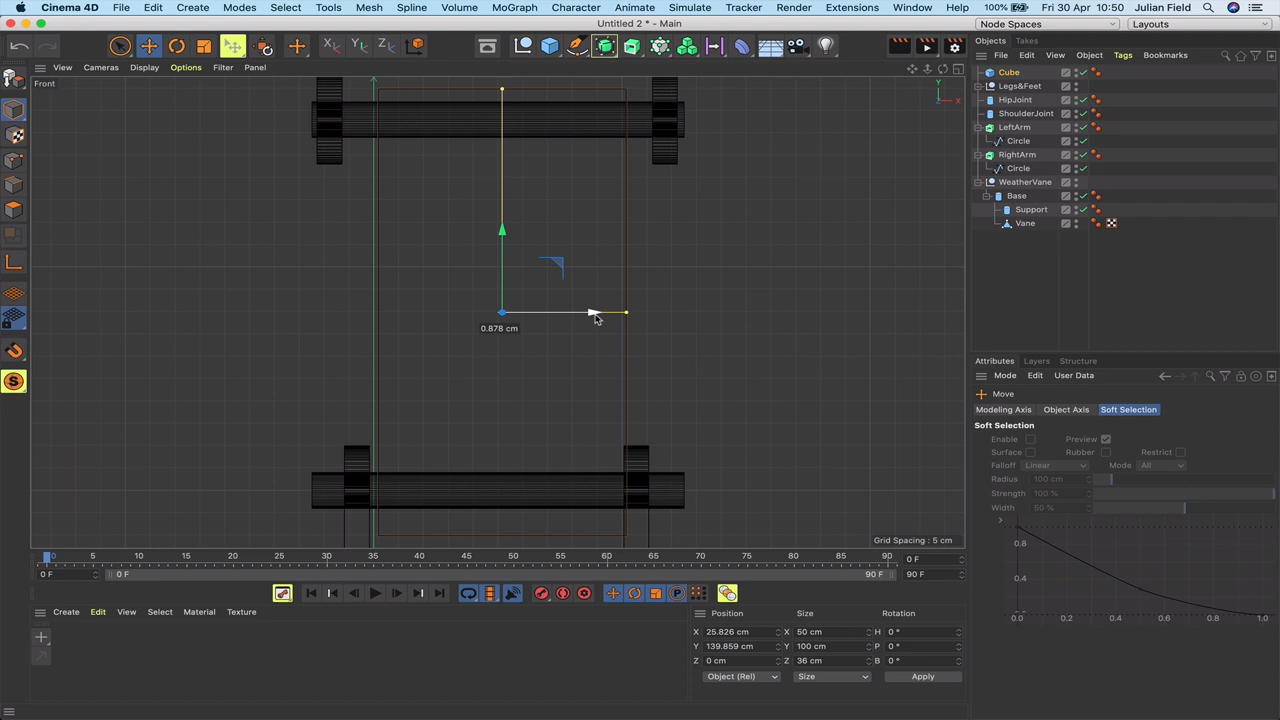 Cinema 4D File Edit Create Modes Select Tools Mesh Spline Volume MoGraph Character Animate Simulate Tracker Render Extensions Window Help 100% Fri 30 Apr 10:50 Julian Field
Untitled 2 * - Main
Node Spaces Layouts
X Y Z
Objects Takes
View Cameras Display Options Filter Panel
File Edit View Object Tags Bookmarks
Front
Y
X
Cube
Legs&Feet
HipJoint
ShoulderJoint
LeftArm
Circle
RightArm
Circle
WeatherVane
Base
Support
Vane
0.878 cm
Attributes Layers Structure
Mode Edit User Data
Move
Modeling Axis Object Axis Soft Selection
Soft Selection
Enable Preview
Surface Rubber Restrict
Falloff Linear Mode All
Radius 100 cm
Strength 100 %
Width 50 %
0.8
0.4
0.0 0.2 0.4 0.6 0.8 1.0
Grid Spacing : 5 cm
0 5 10 15 20 25 30 35 40 45 50 55 60 65 70 75 80 85 90 0 F
0 F 0 F 90 F 90 F
Create Edit View Select Material Texture
Position Size Rotation
X 25.826 cm X 50 cm H 0 °
Y 139.859 cm Y 100 cm P 0 °
Z 0 cm Z 36 cm B 0 °
Object (Rel) Size Apply